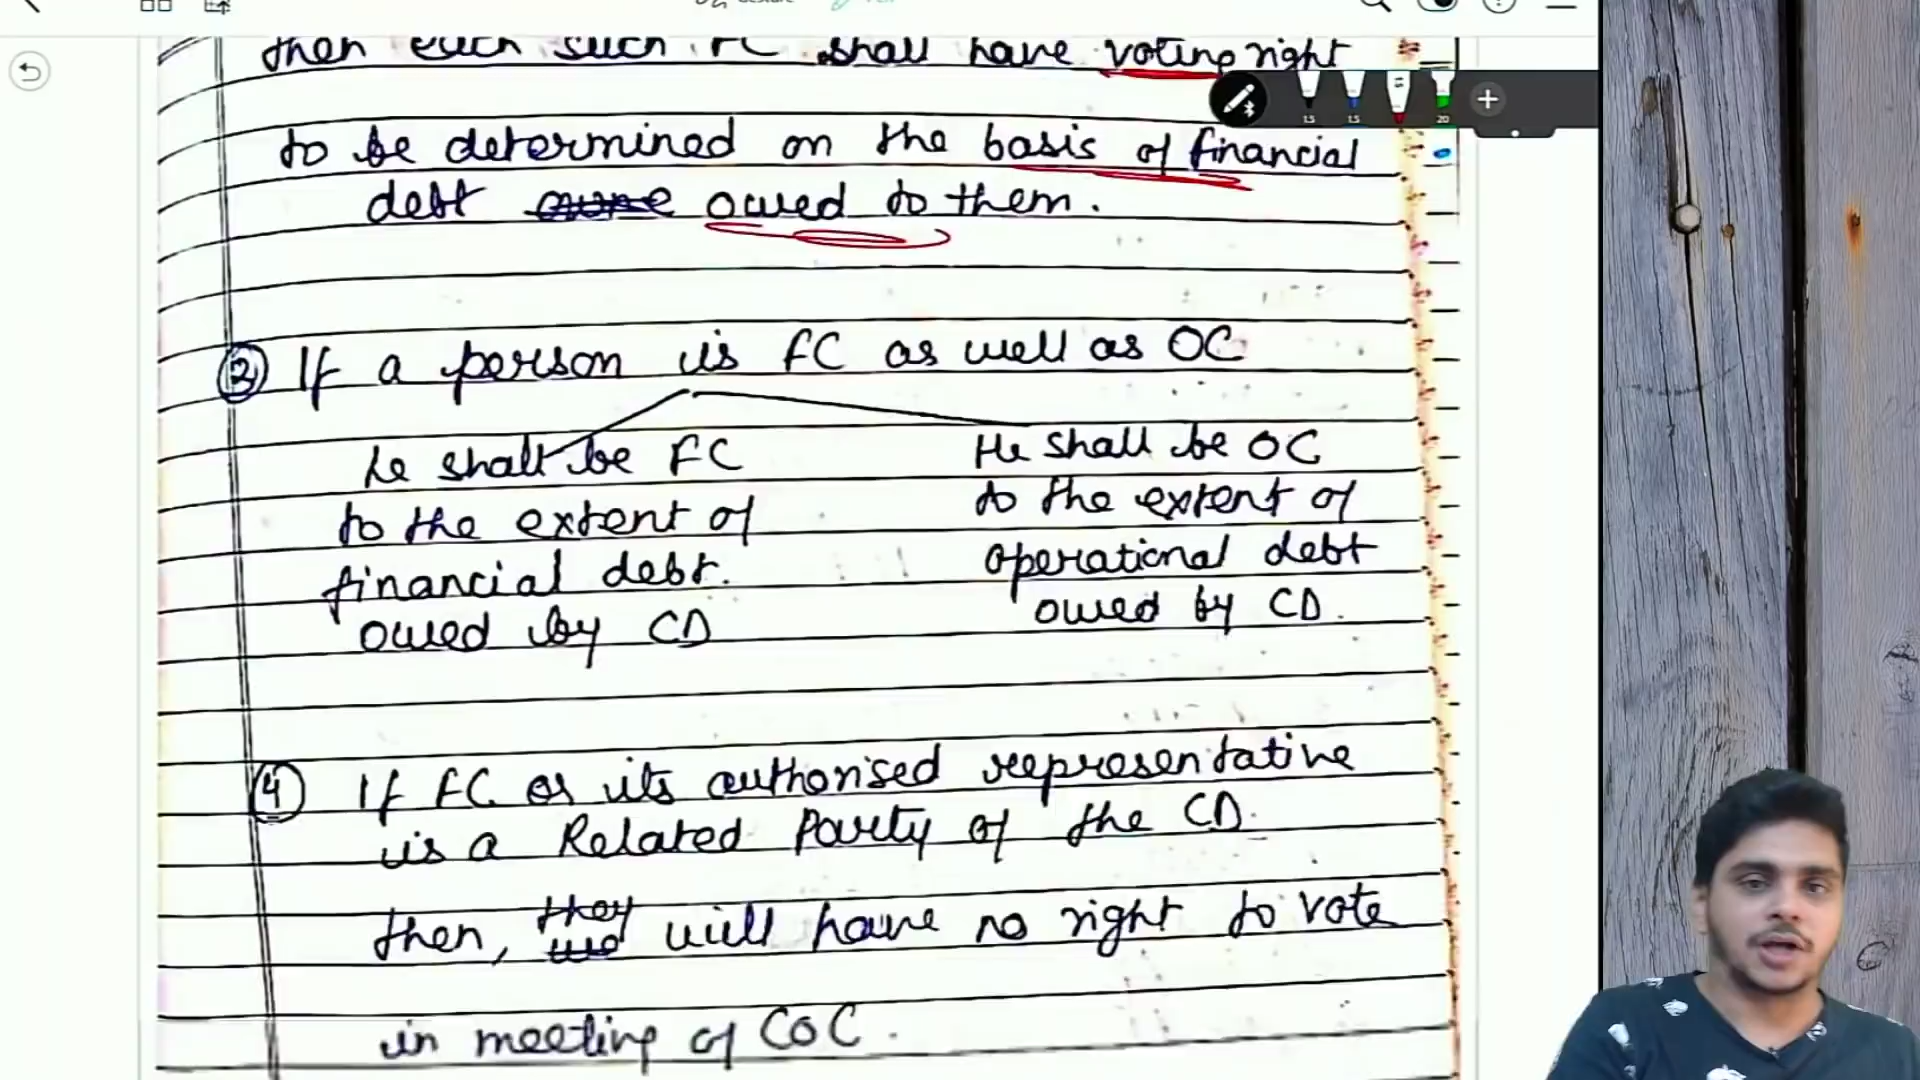 then each such FC shall have voting right
to be determined on the basis of financial
debt owed to them.
3 If a person is FC as well as OC
he shall be FC
to the extent of
financial debt.
owed by CD
He shall be OC
to the extent of
operational debt
owed by CD.
4 If FC or its authorised representative
is a Related Party of the CD.
then, they will have no right to vote
in meeting of COC.